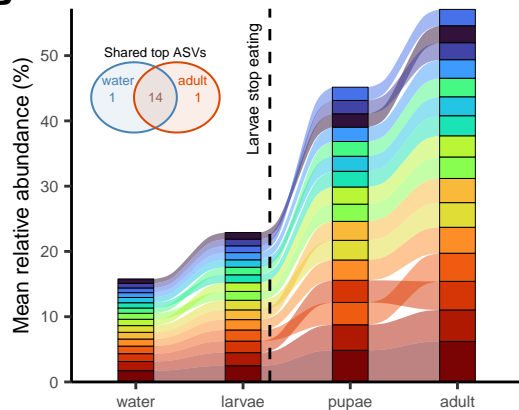 Shared top ASVs
water adult
1 14 1
Larvae stop eating
Mean relative abundance (%)
50
40
30
20
10
0
water larvae pupae adult